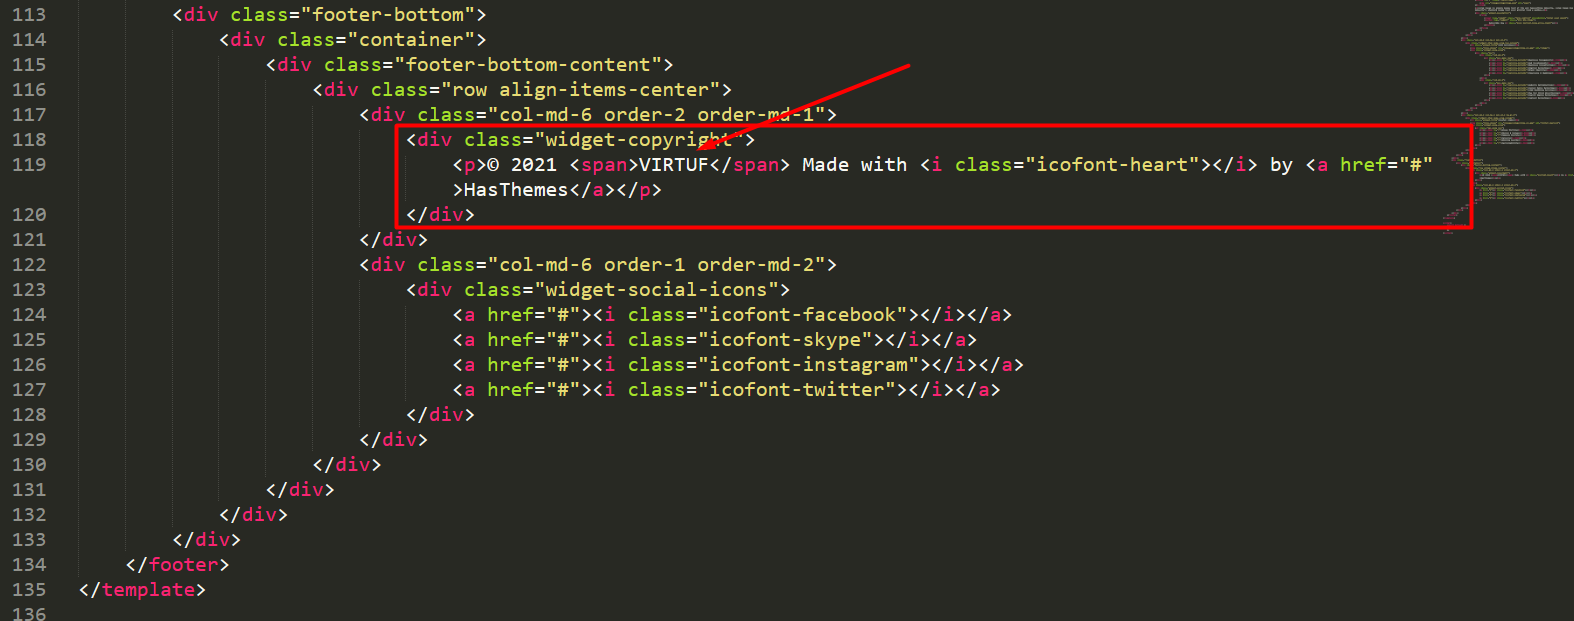 113 <div class="footer-bottom">
114 <div class="container">
115 <div class="footer-bottom-content">
116 <div class="row align-items-center">
117 <div class="col-md-6 order-2 order-md-1">
118 <div class="widget-copyright">
119 <p>© 2021 <span>VIRTUF</span> Made with <i class="icofont-heart"></i> by <a href="#"
>HasThemes</a></p>
120 </div>
121 </div>
122 <div class="col-md-6 order-1 order-md-2">
123 <div class="widget-social-icons">
124 <a href="#"><i class="icofont-facebook"></i></a>
125 <a href="#"><i class="icofont-skype"></i></a>
126 <a href="#"><i class="icofont-instagram"></i></a>
127 <a href="#"><i class="icofont-twitter"></i></a>
128 </div>
129 </div>
130 </div>
131 </div>
132 </div>
133 </div>
134 </footer>
135 </template>
136